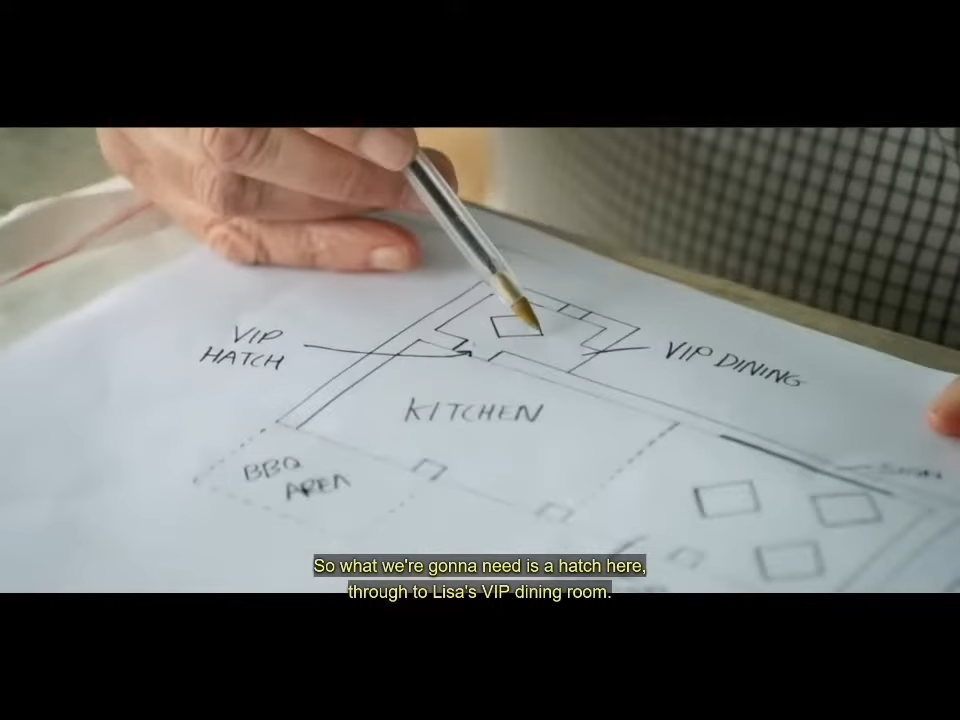 VIP
HATCH
VIP DINING
KITCHEN
BBQ
AREA
So what we're gonna need is a hatch here,
through to Lisa's VIP dining room.